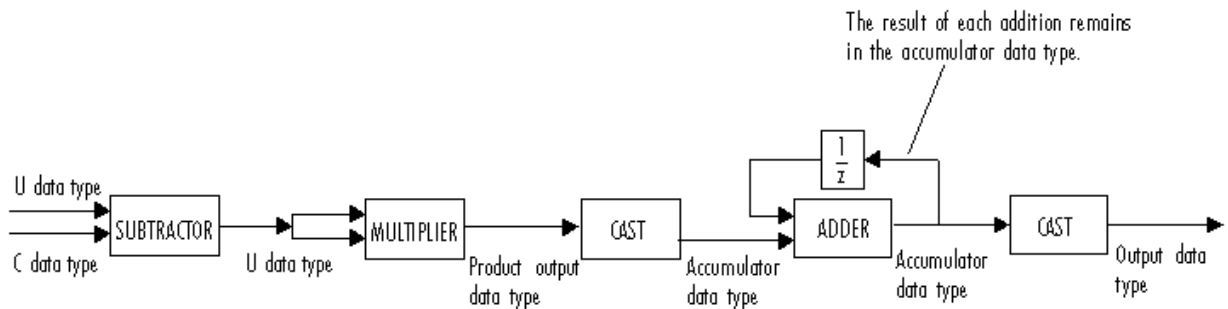 The result of each addition remains
in the accumulator data type.
1
z
U data type
SUBTRACTOR
MULTIPLIER
CAST
ADDER
CAST
C data type
U data type
Product output
data type
Accumulator
data type
Accumulator
data type
Output data
type